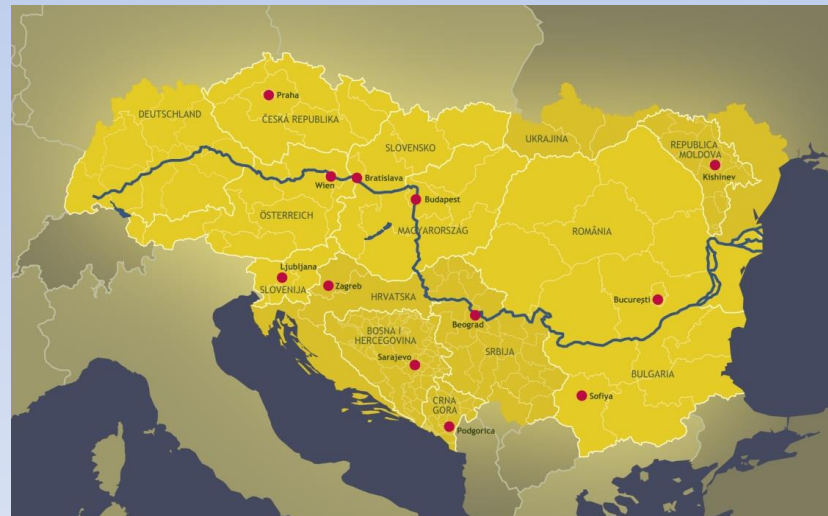 Praha
DEUTSCHLAND
ČESKÁ REPUBLIKA
SLOVENSKO
UKRAJINA
REPUBLICA
MOLDOVA
Kishinev
Wien
Bratislava
Budapest
ÖSTERREICH
MAGYARORSZÁG
ROMÂNIA
Ljubljana
SLOVENIJA
Zagreb
HRVATSKA
București
Beograd
BOSNA I
HERCEGOVINA
Sarajevo
SRBIJA
BULGARIA
CRNA
GORA
Sofiya
Podgorica